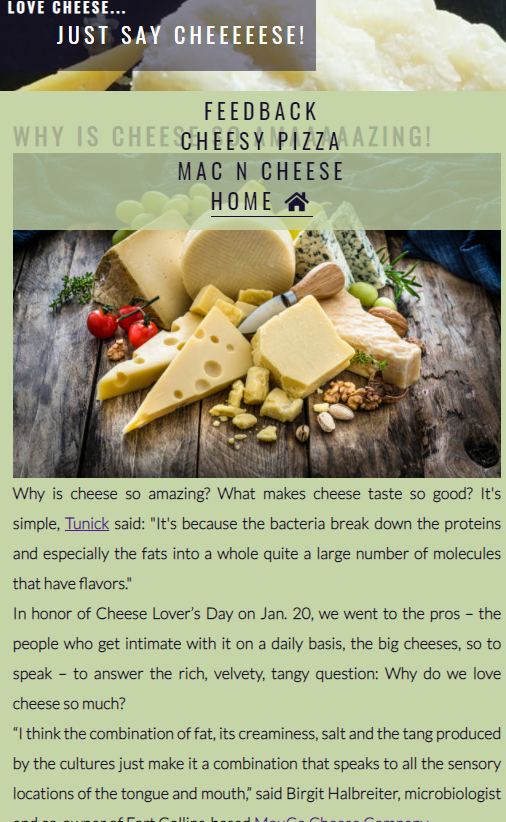 LOVE CHEESE...
JUST SAY CHEEEEESE!
FEEDBACK
WHY IS CHEESE SO AMAAAAAZING!
CHEESY PIZZA
MAC N CHEESE
HOME
Why is cheese so amazing? What makes cheese taste so good? It's
simple, Tunick said: "It's because the bacteria break down the proteins
and especially the fats into a whole quite a large number of molecules
that have flavors."
In honor of Cheese Lover’s Day on Jan. 20, we went to the pros – the
people who get intimate with it on a daily basis, the big cheeses, so to
speak – to answer the rich, velvety, tangy question: Why do we love
cheese so much?
“I think the combination of fat, its creaminess, salt and the tang produced
by the cultures just make it a combination that speaks to all the sensory
locations of the tongue and mouth,” said Birgit Halbreiter, microbiologist
and co-owner of Fort Collins-based MouCo Cheese Company.